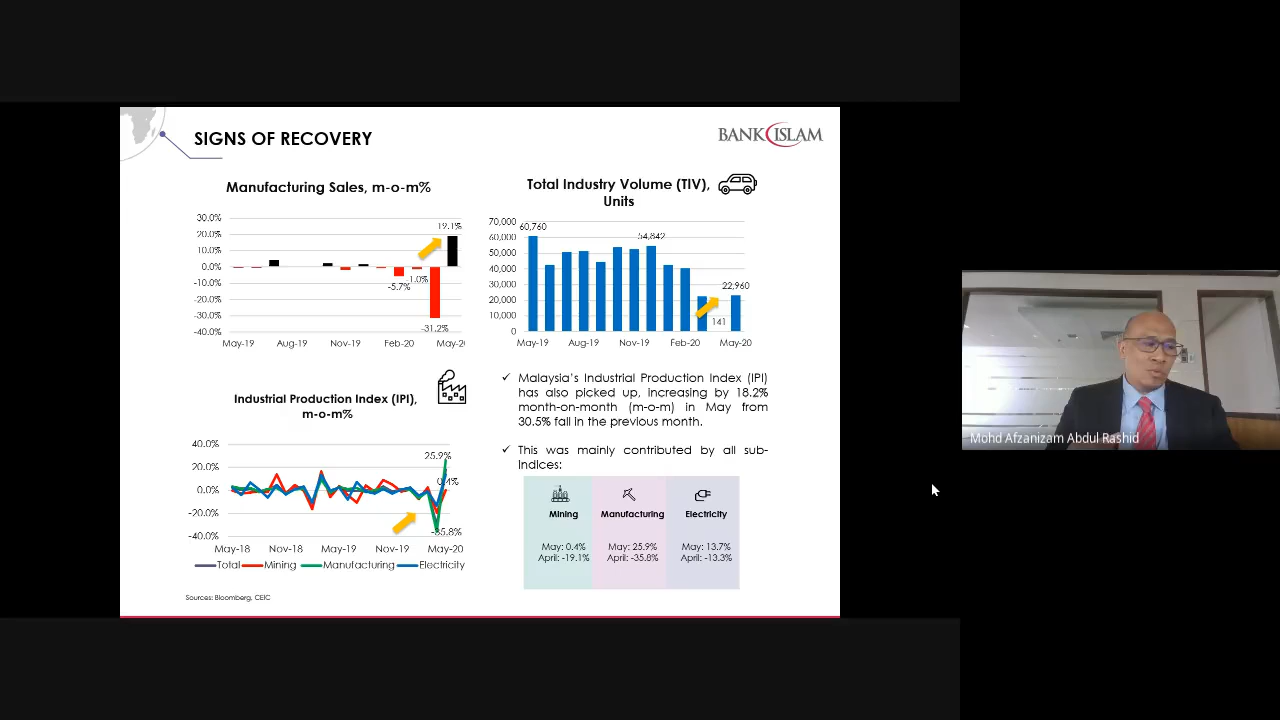 SIGNS OF RECOVERY
BANK ISLAM
Manufacturing Sales, m-o-m%
30.0%
20.0%
10.0%
0.0%
-10.0%
-20.0%
-30.0%
-40.0%
19.1%
-5.7%
1.0%
-31.2%
May-19 Aug-19 Nov-19 Feb-20 May-20
Total Industry Volume (TIV),
Units
70,000
60,000
50,000
40,000
30,000
20,000
10,000
0
60,760
54,842
22,960
141
May-19 Aug-19 Nov-19 Feb-20 May-20
Industrial Production Index (IPI),
m-o-m%
40.0%
20.0%
0.0%
-20.0%
-40.0%
25.9%
0.4%
-35.8%
May-18 Nov-18 May-19 Nov-19 May-20
Total Mining Manufacturing Electricity
✓ Malaysia's Industrial Production Index (IPI)
has also picked up, increasing by 18.2%
month-on-month (m-o-m) in May from
30.5% fall in the previous month.
✓ This was mainly contributed by all sub-
indices:
Mining
May: 0.4%
April: -19.1%
Manufacturing
May: 25.9%
April: -35.8%
Electricity
May: 13.7%
April: -13.3%
Sources: Bloomberg, CEIC
Mohd Afzanizam Abdul Rashid